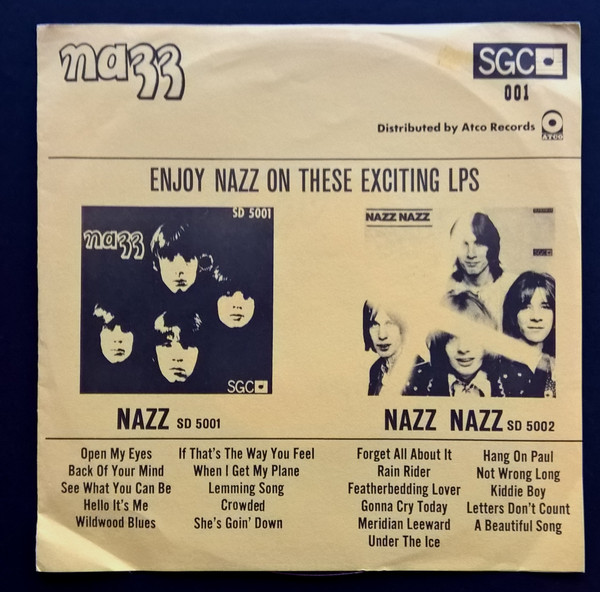 nazz
SGC
001
Distributed by Atco Records
ATCO
ENJOY NAZZ ON THESE EXCITING LPS
SD 5001
nazz
SGC
NAZZ NAZZ
SGC
NAZZ SD 5001
NAZZ NAZZ SD 5002
Open My Eyes
Back Of Your Mind
See What You Can Be
Hello It's Me
Wildwood Blues
If That's The Way You Feel
When I Get My Plane
Lemming Song
Crowded
She's Goin' Down
Forget All About It
Rain Rider
Featherbedding Lover
Gonna Cry Today
Meridian Leeward
Under The Ice
Hang On Paul
Not Wrong Long
Kiddie Boy
Letters Don't Count
A Beautiful Song